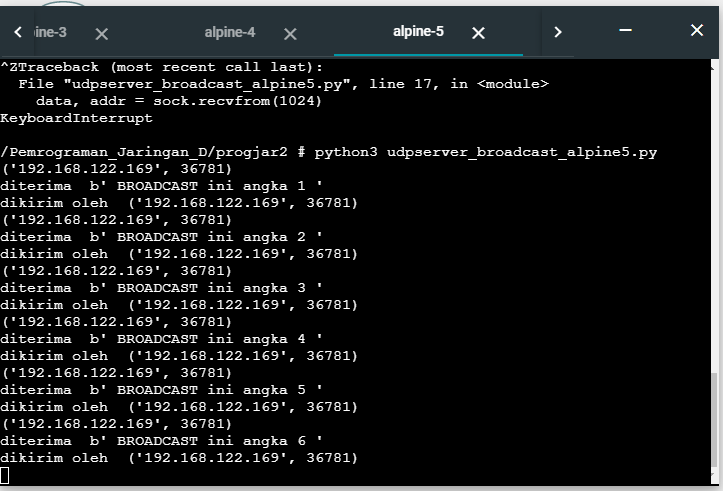 ine-3
alpine-4
alpine-5
^ZTraceback (most recent call last):
  File "udpserver_broadcast_alpine5.py", line 17, in <module>
    data, addr = sock.recvfrom(1024)
KeyboardInterrupt
/Pemrograman_Jaringan_D/progjar2 # python3 udpserver_broadcast_alpine5.py
('192.168.122.169', 36781)
diterima  b' BROADCAST ini angka 1 '
dikirim oleh  ('192.168.122.169', 36781)
('192.168.122.169', 36781)
diterima  b' BROADCAST ini angka 2 '
dikirim oleh  ('192.168.122.169', 36781)
('192.168.122.169', 36781)
diterima  b' BROADCAST ini angka 3 '
dikirim oleh  ('192.168.122.169', 36781)
('192.168.122.169', 36781)
diterima  b' BROADCAST ini angka 4 '
dikirim oleh  ('192.168.122.169', 36781)
('192.168.122.169', 36781)
diterima  b' BROADCAST ini angka 5 '
dikirim oleh  ('192.168.122.169', 36781)
('192.168.122.169', 36781)
diterima  b' BROADCAST ini angka 6 '
dikirim oleh  ('192.168.122.169', 36781)